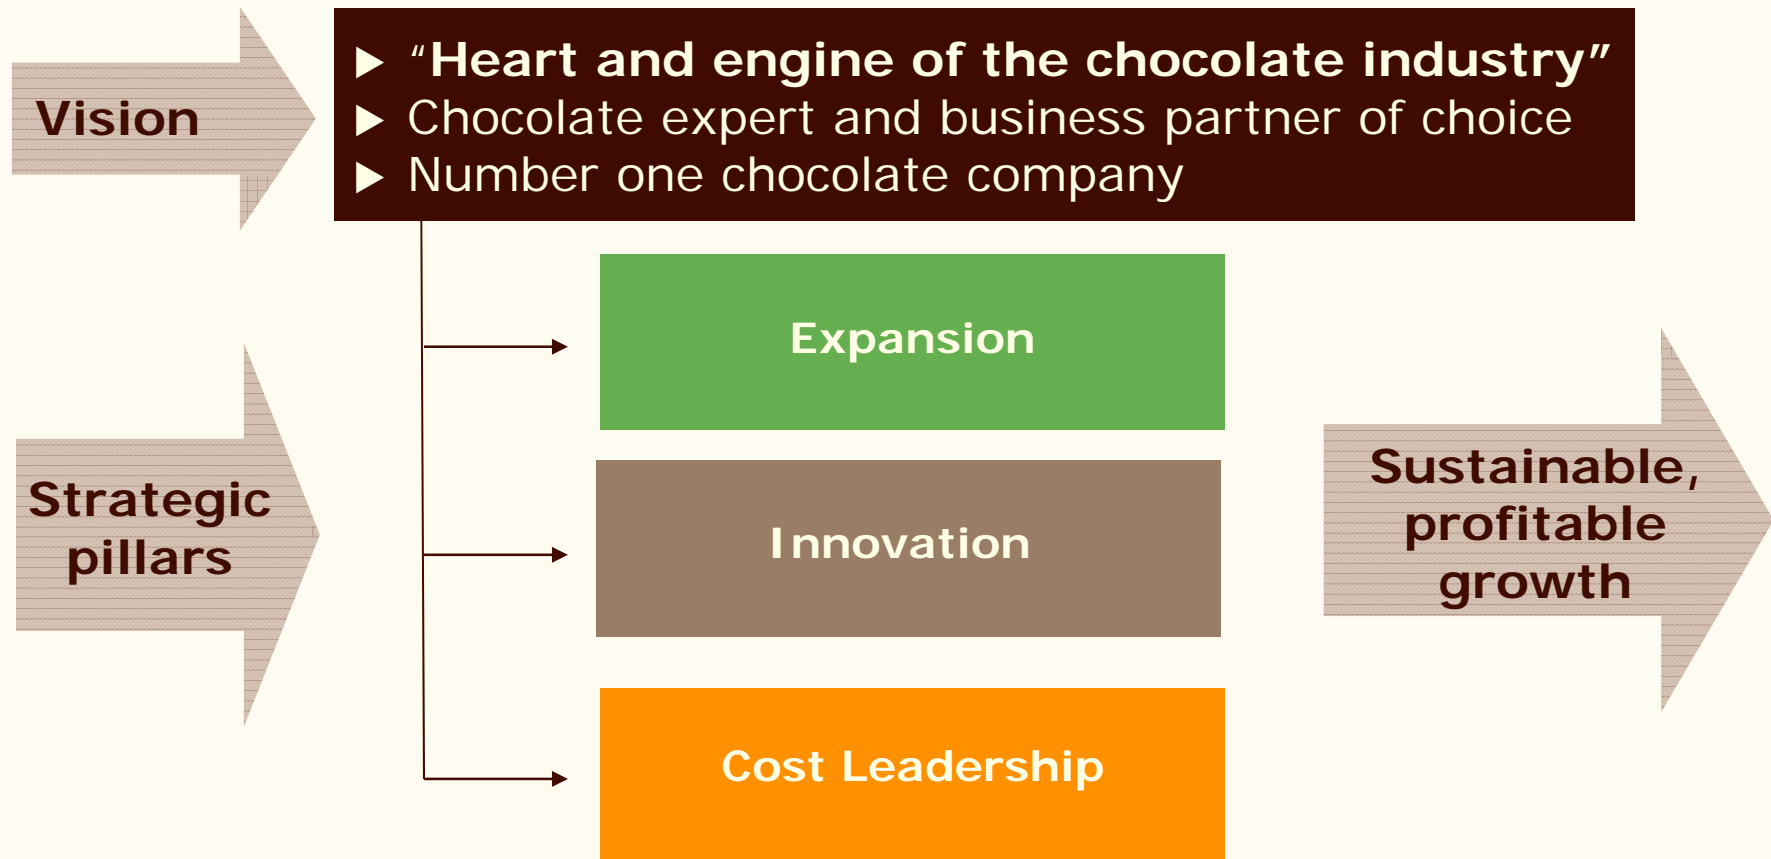 Vision
▶ “Heart and engine of the chocolate industry”
▶ Chocolate expert and business partner of choice
▶ Number one chocolate company
Strategic
pillars
Expansion
Innovation
Cost Leadership
Sustainable,
profitable
growth